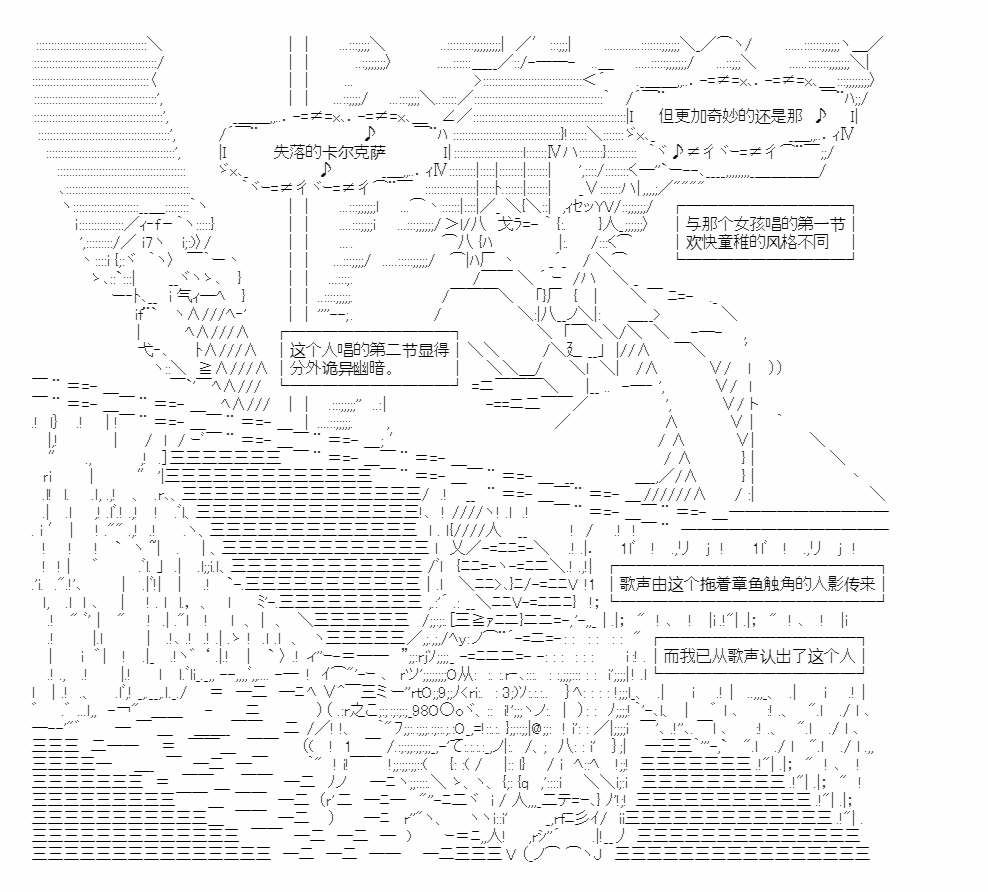 但更加奇妙的还是那 ♪
♪
失落的卡尔克萨
♪
♪
与那个女孩唱的第一节
欢快童稚的风格不同
这个人唱的第二节显得
分外诡异幽暗。
歌声由这个拖着章鱼触角的人影传来
而我已从歌声认出了这个人